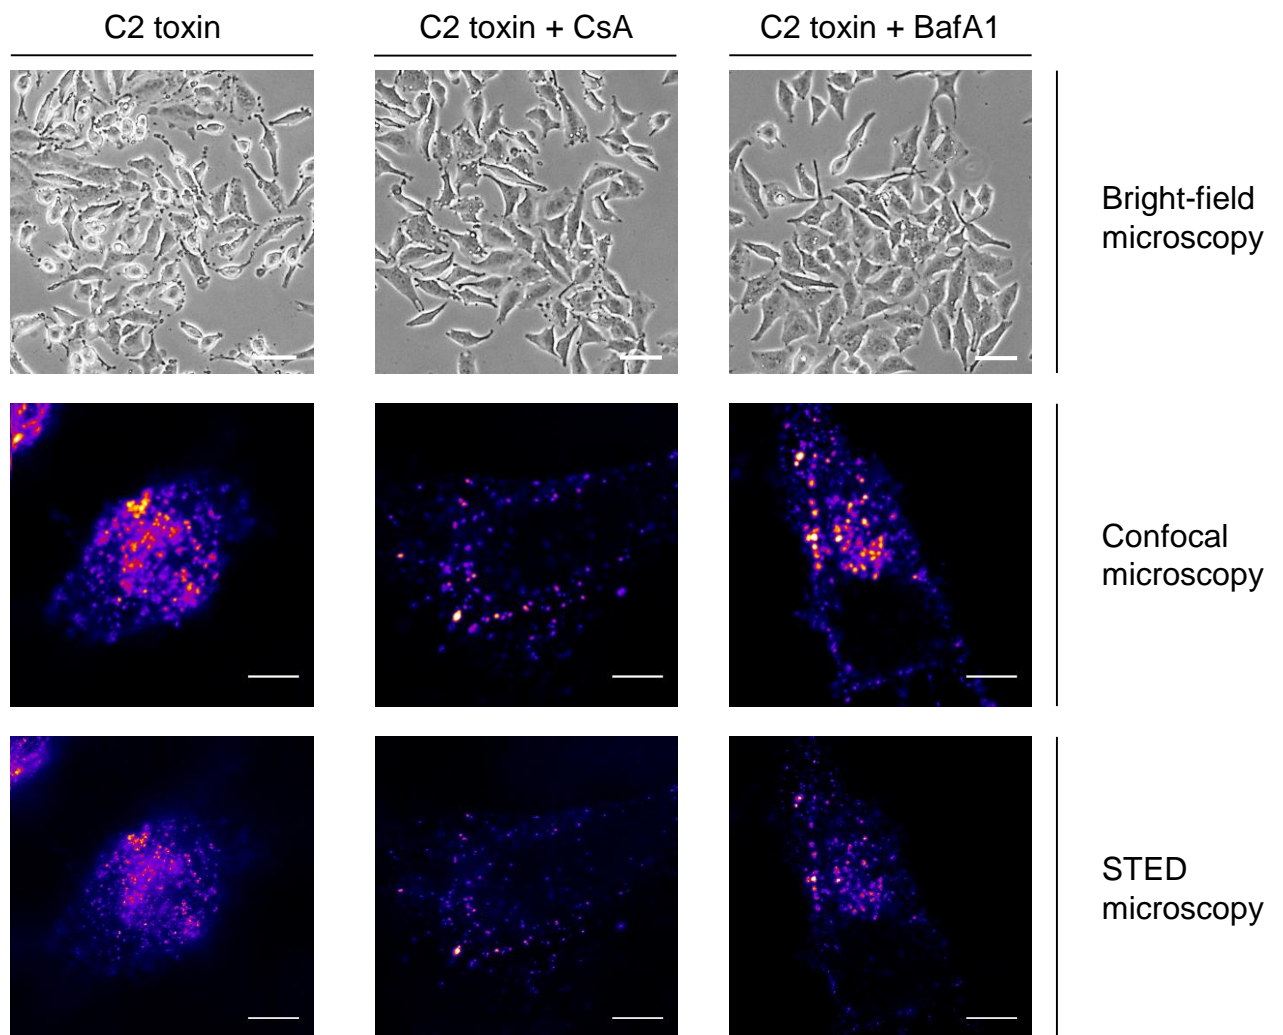 C2 toxin
C2 toxin + CsA
C2 toxin + BafA1
Bright-field
microscopy
Confocal
microscopy
STED
microscopy